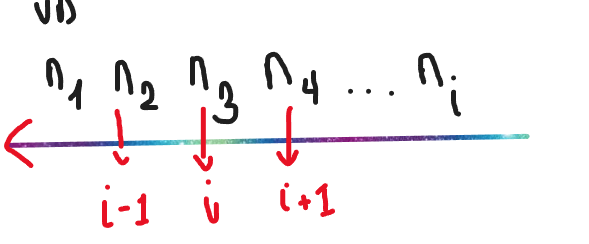 n₁ n₂ n₃ n₄ ... nᵢ
i-1 i i+1